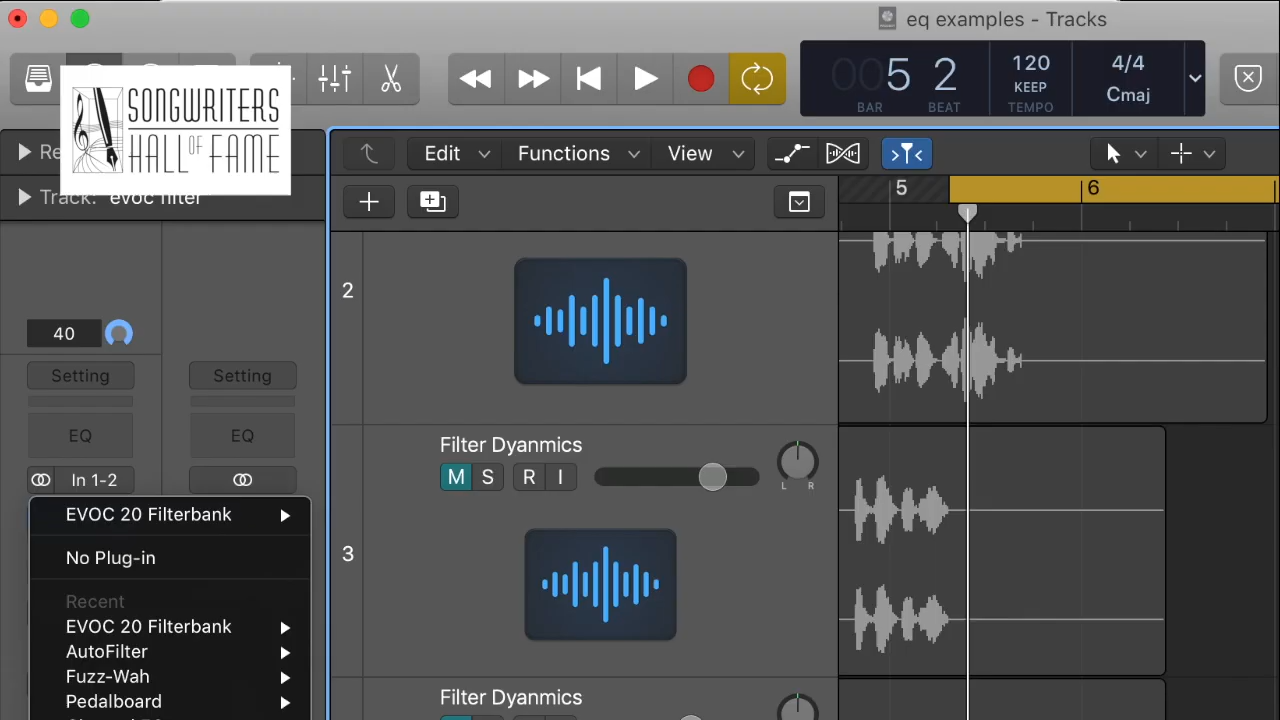 eq examples - Tracks
SONGWRITERS
HALL OF FAME
005 2
BAR BEAT
120
KEEP
TEMPO
4/4
Cmaj
Re
Edit Functions View
Track: evoc filter
5 6
2
40
Setting Setting
EQ EQ
In 1-2
Filter Dyanmics
M S R I
L R
3
EVOC 20 Filterbank
No Plug-in
Recent
EVOC 20 Filterbank
AutoFilter
Fuzz-Wah
Pedalboard
Filter Dyanmics